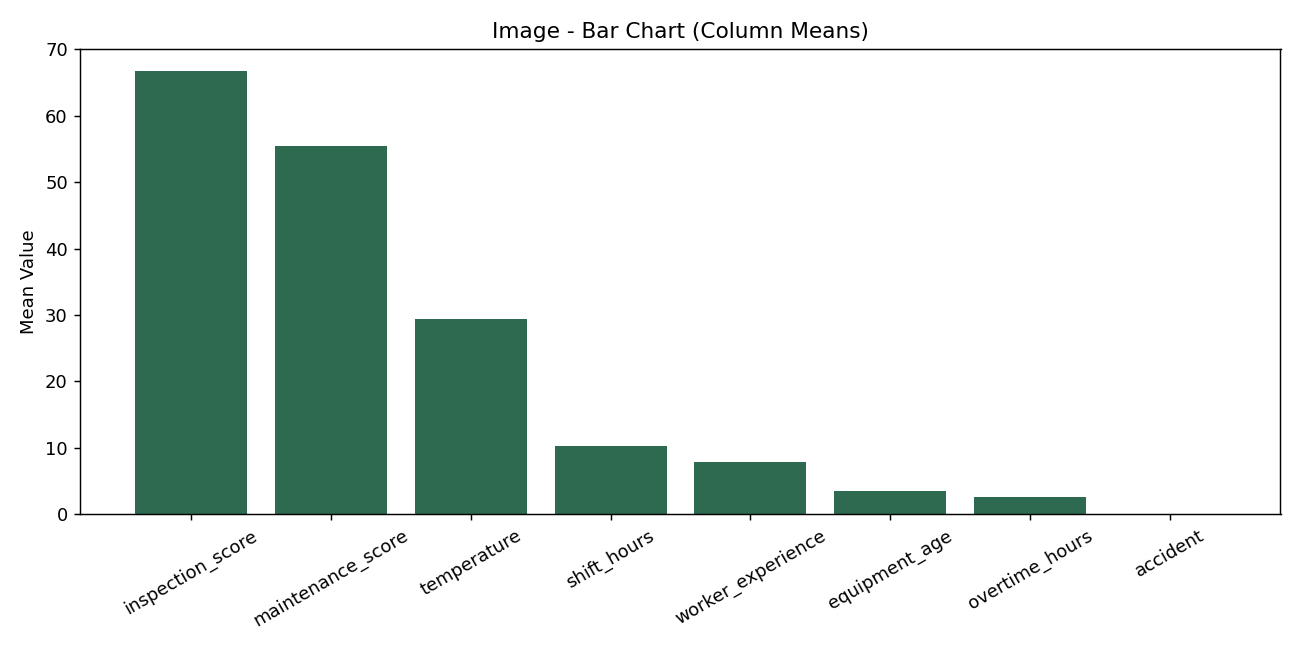 Image - Bar Chart (Column Means)
Mean Value
70
60
50
40
30
20
10
0
inspection_score
maintenance_score
temperature
shift_hours
worker_experience
equipment_age
overtime_hours
accident